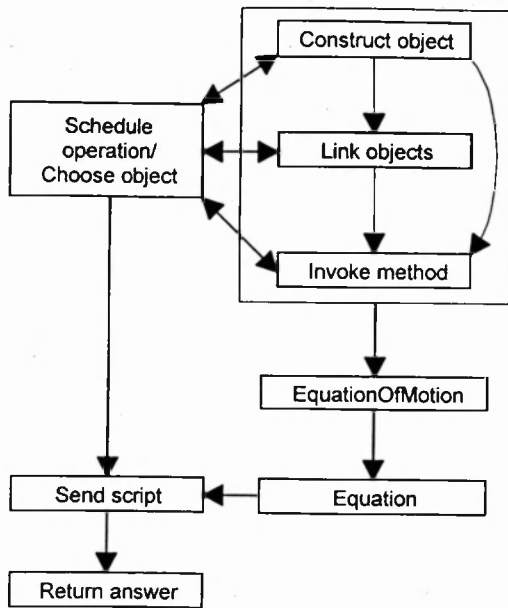 Construct object
Schedule
operation/
Choose object
Link objects
Invoke method
EquationOfMotion
Send script
Equation
Return answer